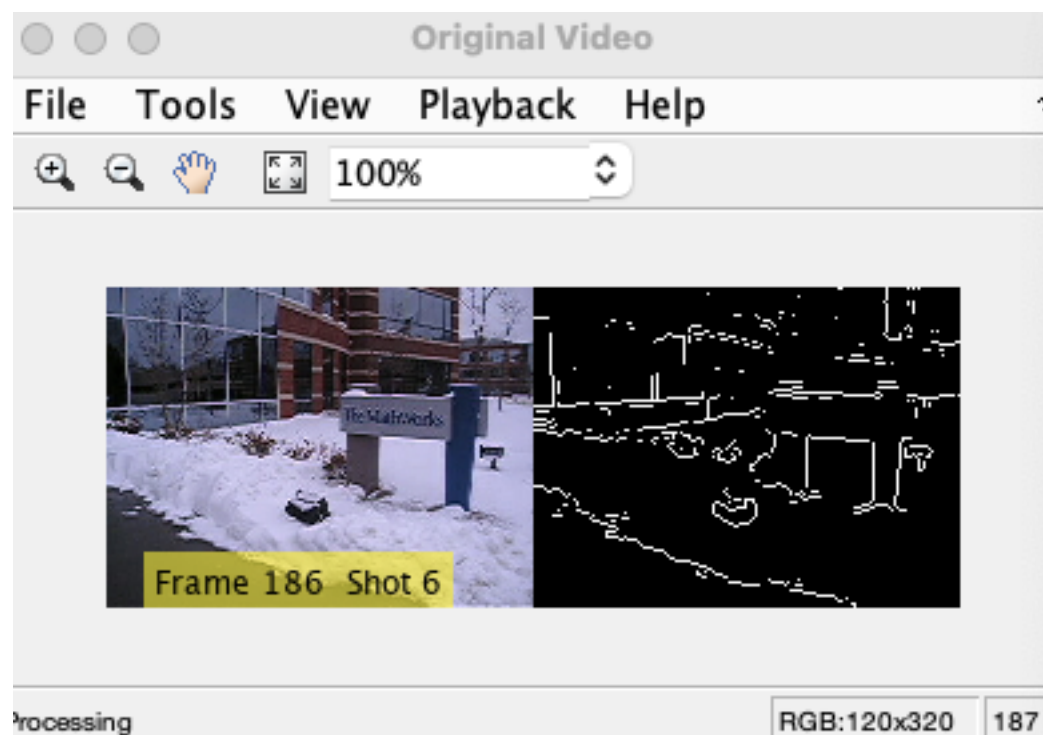 Original Video
File Tools View Playback Help
100%
The MathWorks
Frame 186 Shot 6
Processing RGB:120x320 187